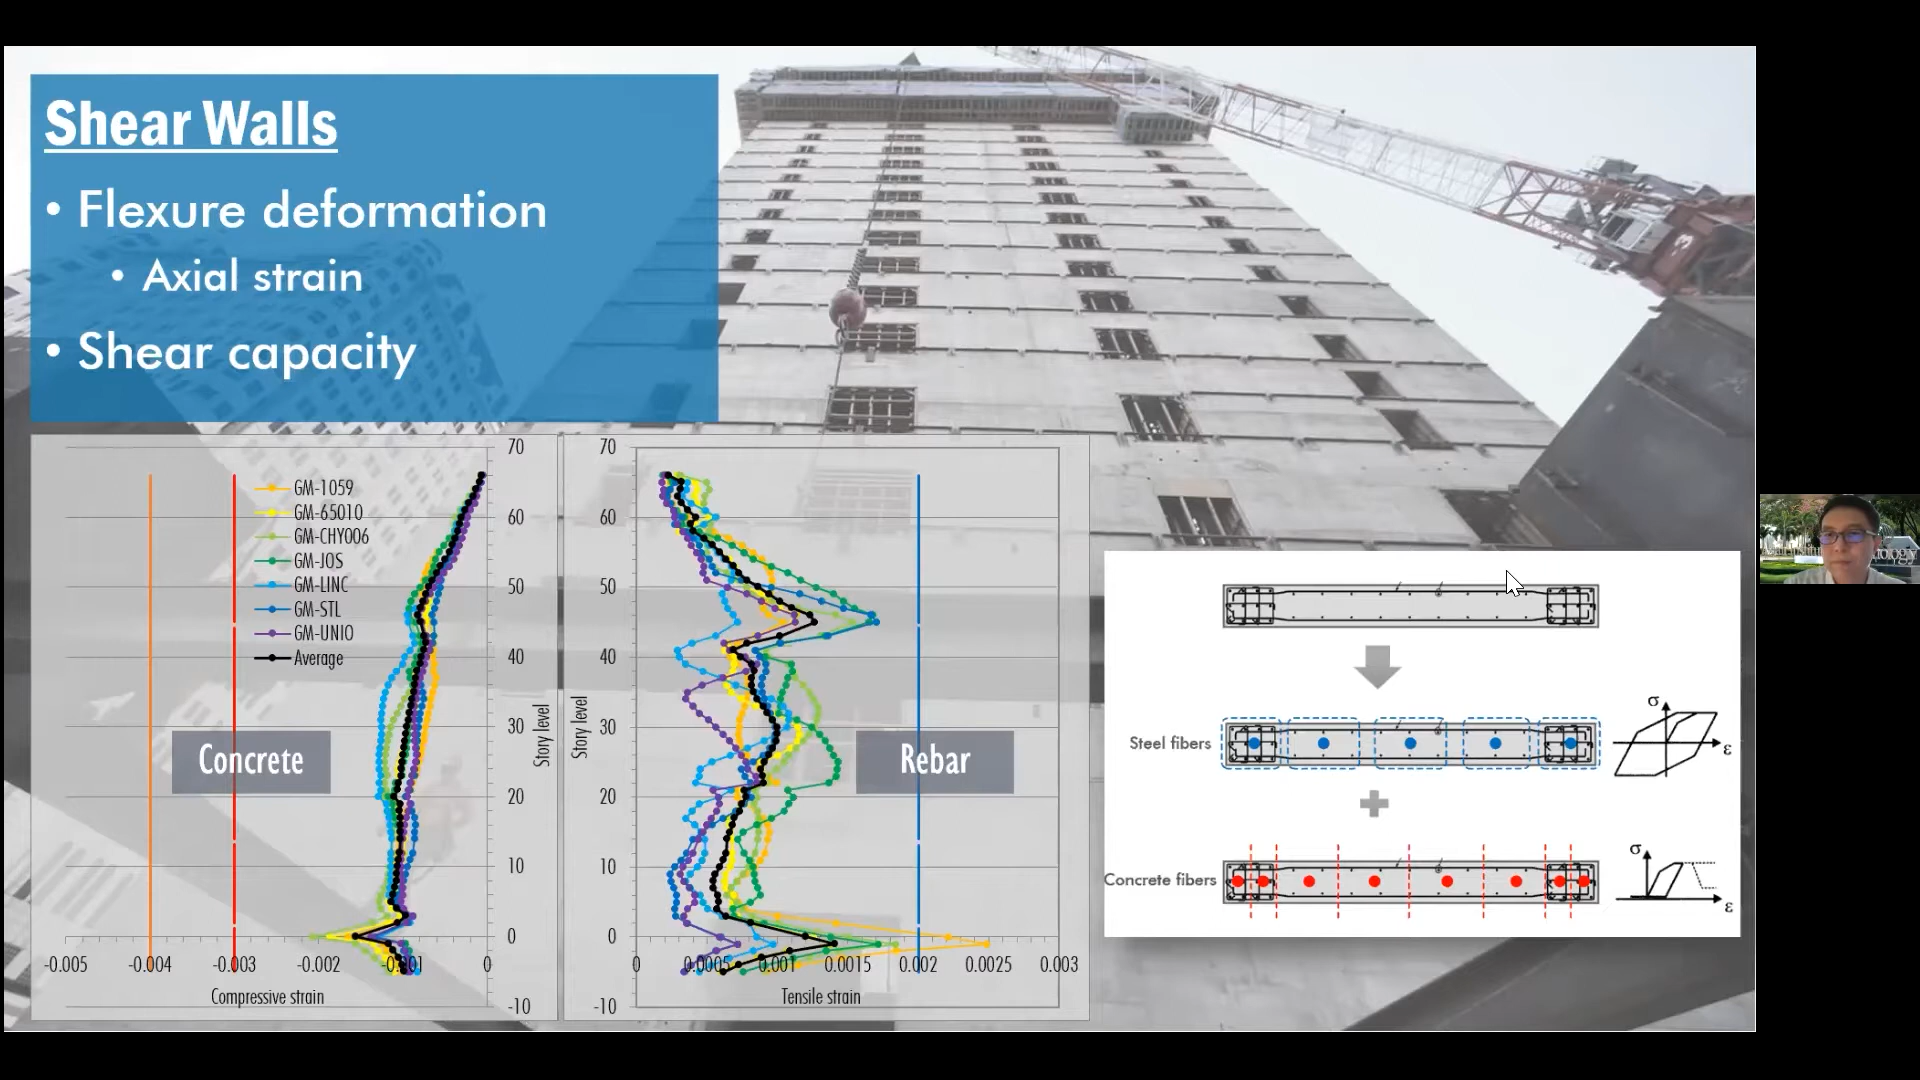 Shear Walls
• Flexure deformation
• Axial strain
• Shear capacity
70
60
50
40
30
20
10
0
-10
GM-1059
GM-65010
GM-CHY006
GM-JOS
GM-LINC
GM-STL
GM-UNIO
Average
Concrete
Story level
-0.005 -0.004 -0.003 -0.002 -0.001 0
Compressive strain
70
60
50
40
30
20
10
0
-10
Story level
Rebar
0 0.0005 0.001 0.0015 0.002 0.0025 0.003
Tensile strain
Steel fibers
σ
ε
Concrete fibers
σ
ε
3